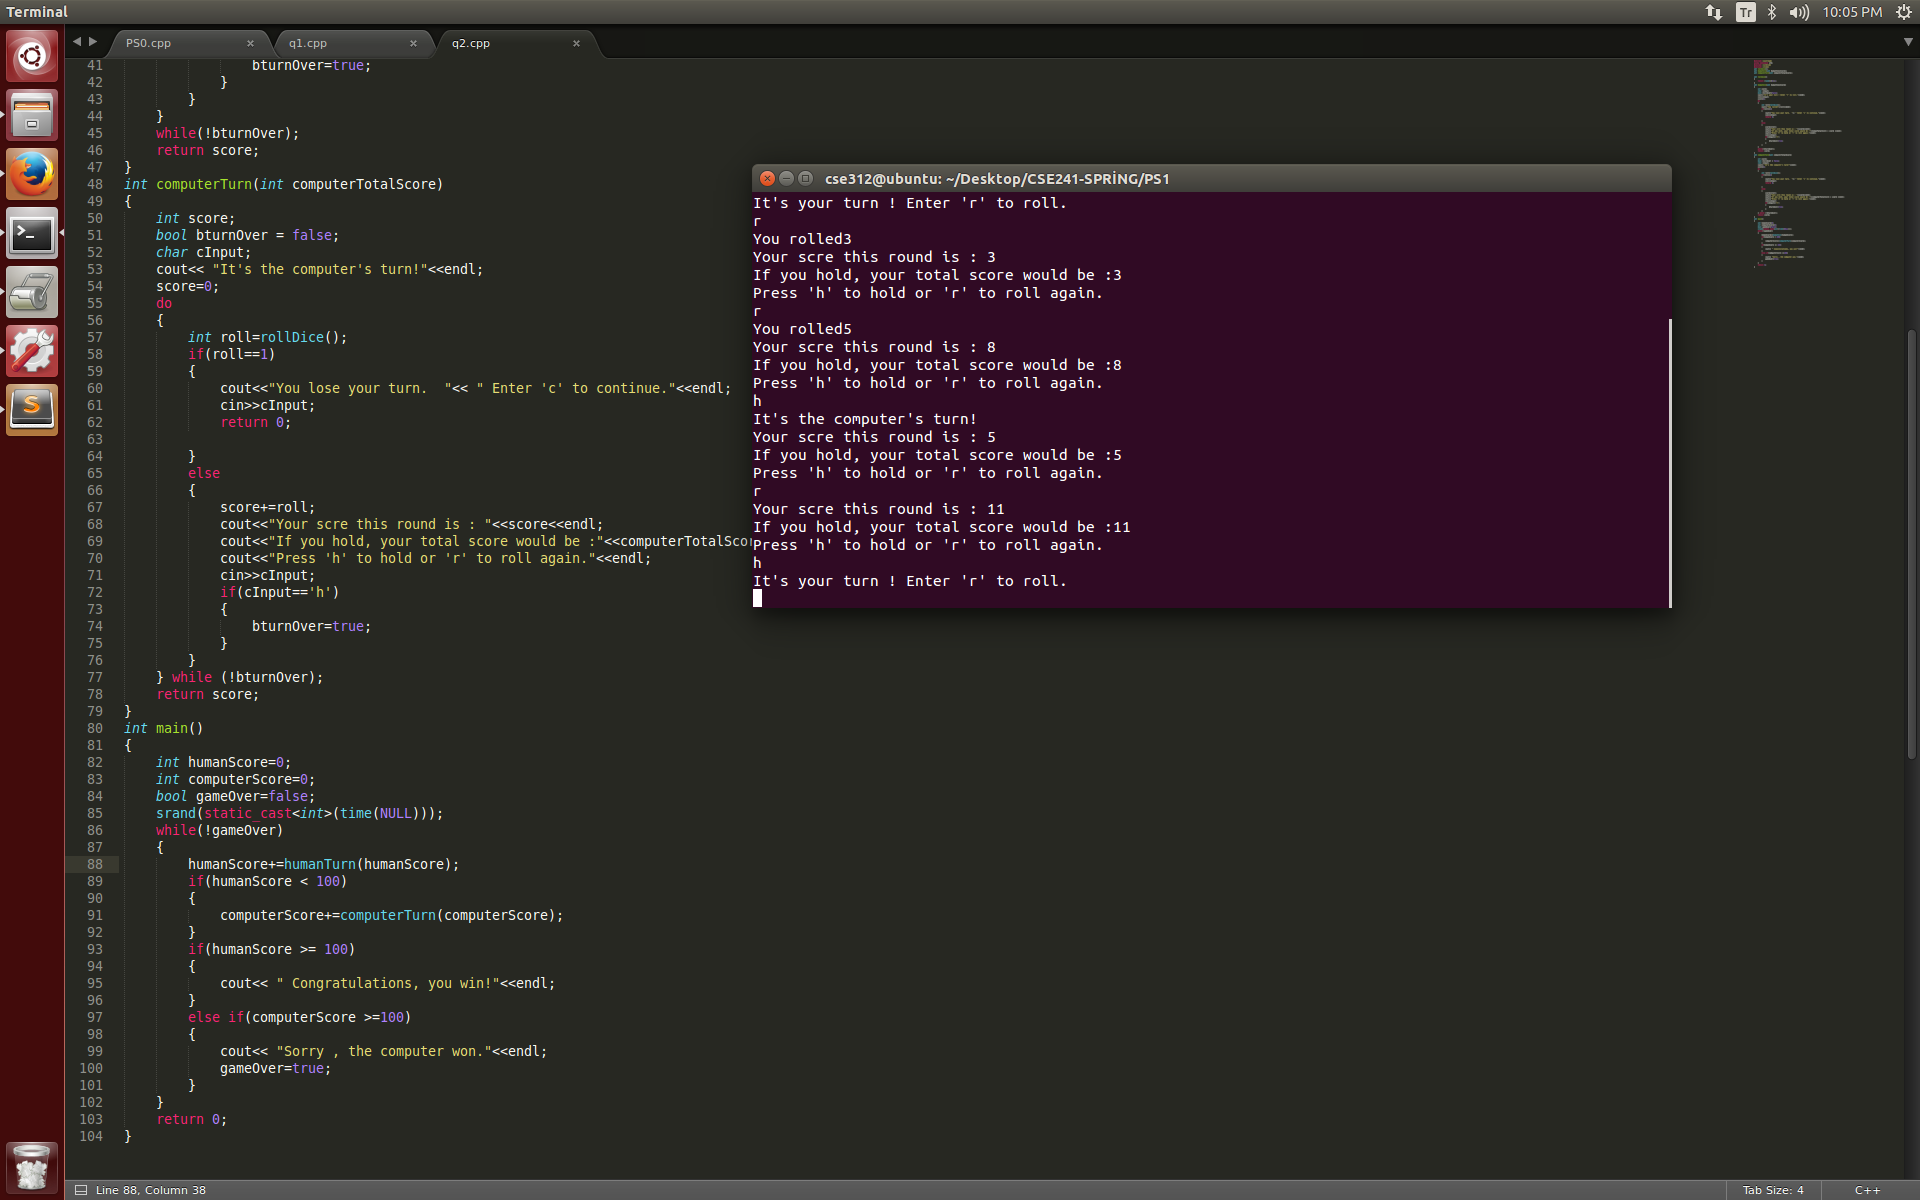 Terminal
Tr
10:05 PM
PS0.cpp
q1.cpp
q2.cpp
41 bturnOver=true;
42 }
43 }
44 }
45 while(!bturnOver);
46 return score;
47 }
48 int computerTurn(int computerTotalScore)
49 {
50 int score;
51 bool bturnOver = false;
52 char cInput;
53 cout<< "It's the computer's turn!"<<endl;
54 score=0;
55 do
56 {
57 int roll=rollDice();
58 if(roll==1)
59 {
60 cout<<"You lose your turn.  "<< " Enter 'c' to continue."<<endl;
61 cin>>cInput;
62 return 0;
63
64 }
65 else
66 {
67 score+=roll;
68 cout<<"Your scre this round is : "<<score<<endl;
69 cout<<"If you hold, your total score would be :"<<computerTotalScor
70 cout<<"Press 'h' to hold or 'r' to roll again."<<endl;
71 cin>>cInput;
72 if(cInput=='h')
73 {
74 bturnOver=true;
75 }
76 }
77 } while (!bturnOver);
78 return score;
79 }
80 int main()
81 {
82 int humanScore=0;
83 int computerScore=0;
84 bool gameOver=false;
85 srand(static_cast<int>(time(NULL)));
86 while(!gameOver)
87 {
88 humanScore+=humanTurn(humanScore);
89 if(humanScore < 100)
90 {
91 computerScore+=computerTurn(computerScore);
92 }
93 if(humanScore >= 100)
94 {
95 cout<< " Congratulations, you win!"<<endl;
96 }
97 else if(computerScore >=100)
98 {
99 cout<< "Sorry , the computer won."<<endl;
100 gameOver=true;
101 }
102 }
103 return 0;
104 }
cse312@ubuntu: ~/Desktop/CSE241-SPRİNG/PS1
It's your turn ! Enter 'r' to roll.
r
You rolled3
Your scre this round is : 3
If you hold, your total score would be :3
Press 'h' to hold or 'r' to roll again.
r
You rolled5
Your scre this round is : 8
If you hold, your total score would be :8
Press 'h' to hold or 'r' to roll again.
h
It's the computer's turn!
Your scre this round is : 5
If you hold, your total score would be :5
Press 'h' to hold or 'r' to roll again.
r
Your scre this round is : 11
If you hold, your total score would be :11
Press 'h' to hold or 'r' to roll again.
h
It's your turn ! Enter 'r' to roll.
Line 88, Column 38
Tab Size: 4
C++